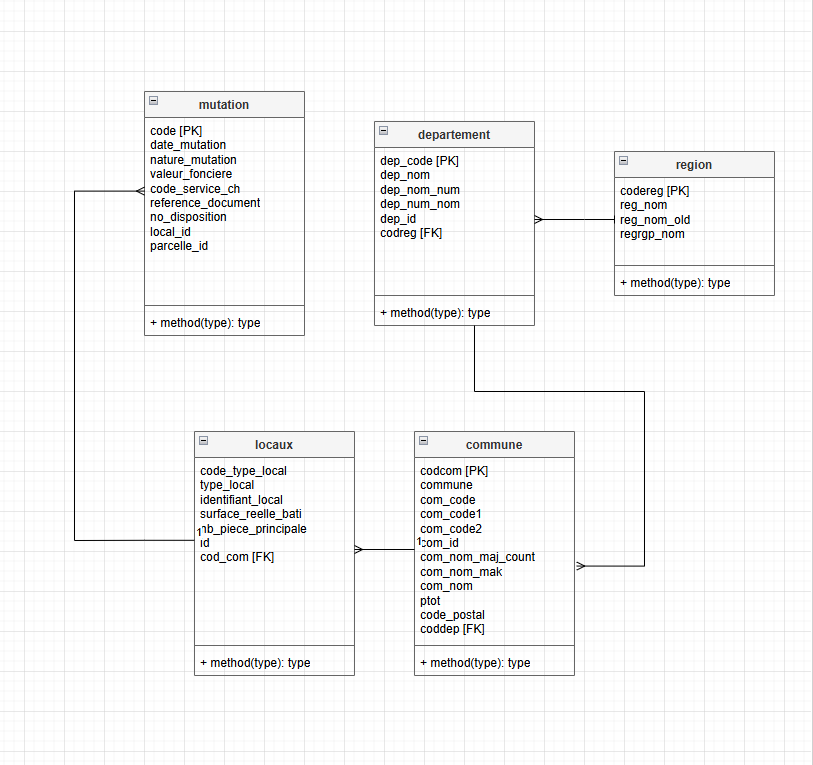 mutation
code [PK]
date_mutation
nature_mutation
valeur_fonciere
code_service_ch
reference_document
no_disposition
local_id
parcelle_id
+ method(type): type
departement
dep_code [PK]
dep_nom
dep_nom_num
dep_num_nom
dep_id
codreg [FK]
+ method(type): type
region
codereg [PK]
reg_nom
reg_nom_old
regrgp_nom
+ method(type): type
locaux
code_type_local
type_local
identifiant_local
surface_reelle_bati
nb_piece_principale
1
id
cod_com [FK]
+ method(type): type
commune
codcom [PK]
commune
com_code
com_code1
com_code2
1
com_id
com_nom_maj_count
com_nom_mak
com_nom
ptot
code_postal
coddep [FK]
+ method(type): type